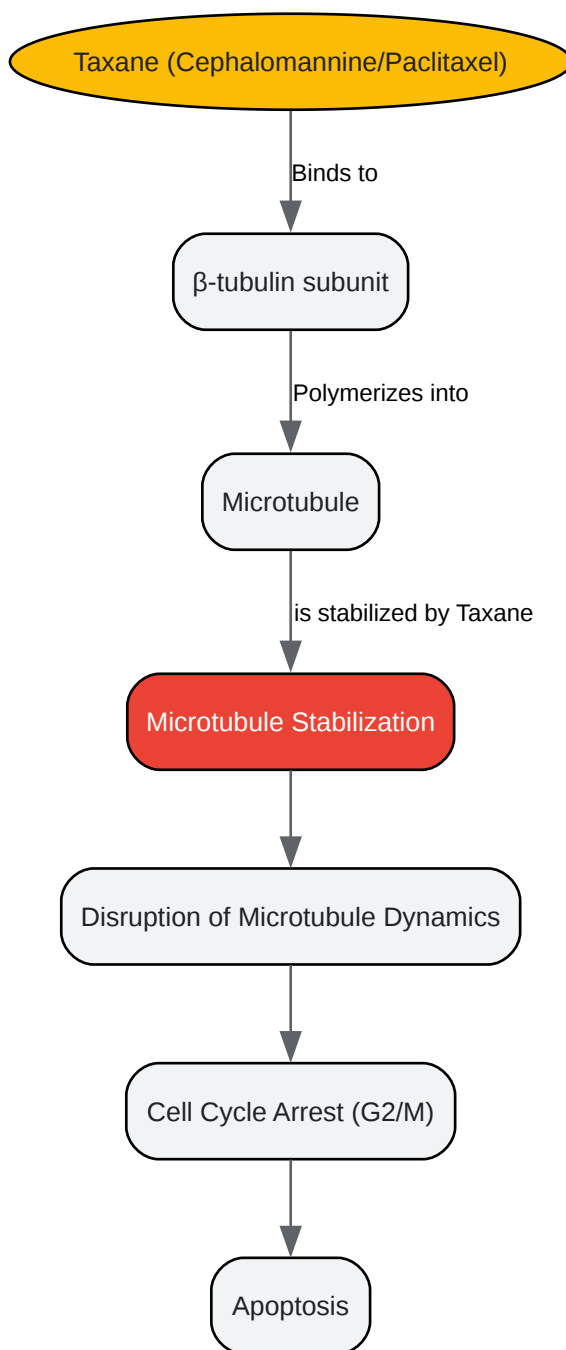 Taxane (Cephalomannine/Paclitaxel)
Binds to
β-tubulin subunit
Polymerizes into
Microtubule
is stabilized by Taxane
Microtubule Stabilization
Disruption of Microtubule Dynamics
Cell Cycle Arrest (G2/M)
Apoptosis